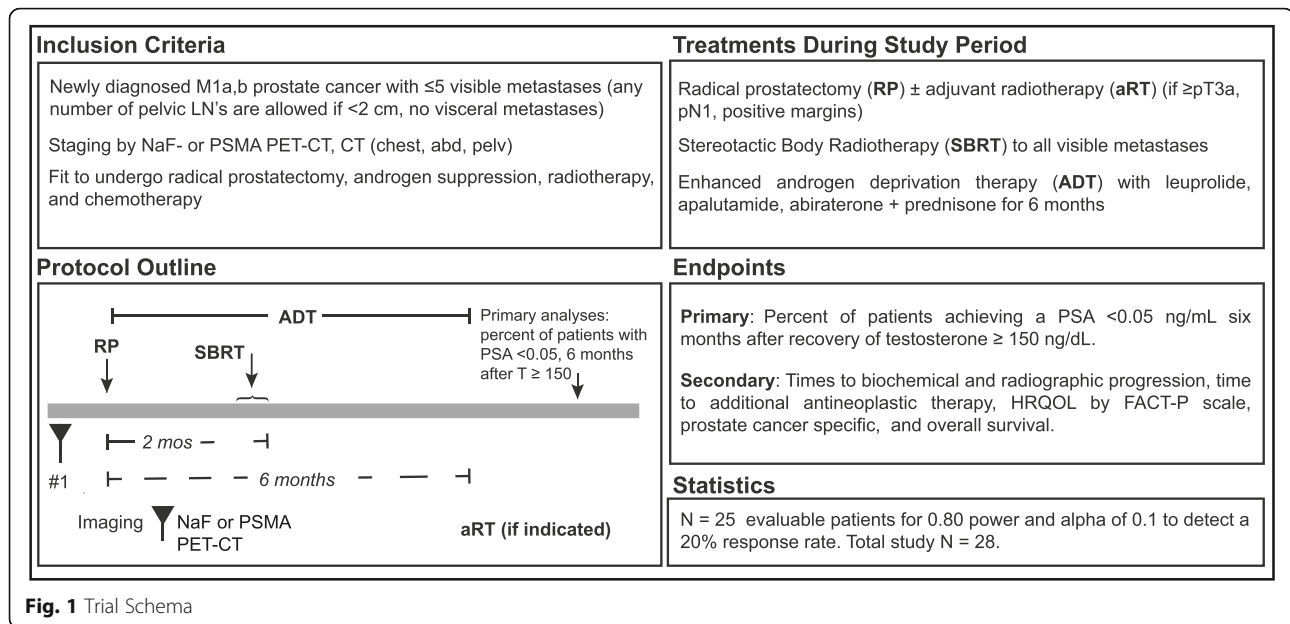 Inclusion Criteria
Newly diagnosed M1a,b prostate cancer with ≤5 visible metastases (any
number of pelvic LN's are allowed if <2 cm, no visceral metastases)
Staging by NaF- or PSMA PET-CT, CT (chest, abd, pelv)
Fit to undergo radical prostatectomy, androgen suppression, radiotherapy,
and chemotherapy
Treatments During Study Period
Radical prostatectomy (RP) ± adjuvant radiotherapy (aRT) (if ≥pT3a,
pN1, positive margins)
Stereotactic Body Radiotherapy (SBRT) to all visible metastases
Enhanced androgen deprivation therapy (ADT) with leuprolide,
apalutamide, abiraterone + prednisone for 6 months
Protocol Outline
ADT
RP
SBRT
Primary analyses:
percent of patients with
PSA <0.05, 6 months
after T ≥ 150
2 mos
#1
6 months
Imaging
NaF or PSMA
PET-CT
aRT (if indicated)
Endpoints
Primary: Percent of patients achieving a PSA <0.05 ng/mL six
months after recovery of testosterone ≥ 150 ng/dL.
Secondary: Times to biochemical and radiographic progression, time
to additional antineoplastic therapy, HRQOL by FACT-P scale,
prostate cancer specific, and overall survival.
Statistics
N = 25 evaluable patients for 0.80 power and alpha of 0.1 to detect a
20% response rate. Total study N = 28.
Fig. 1 Trial Schema